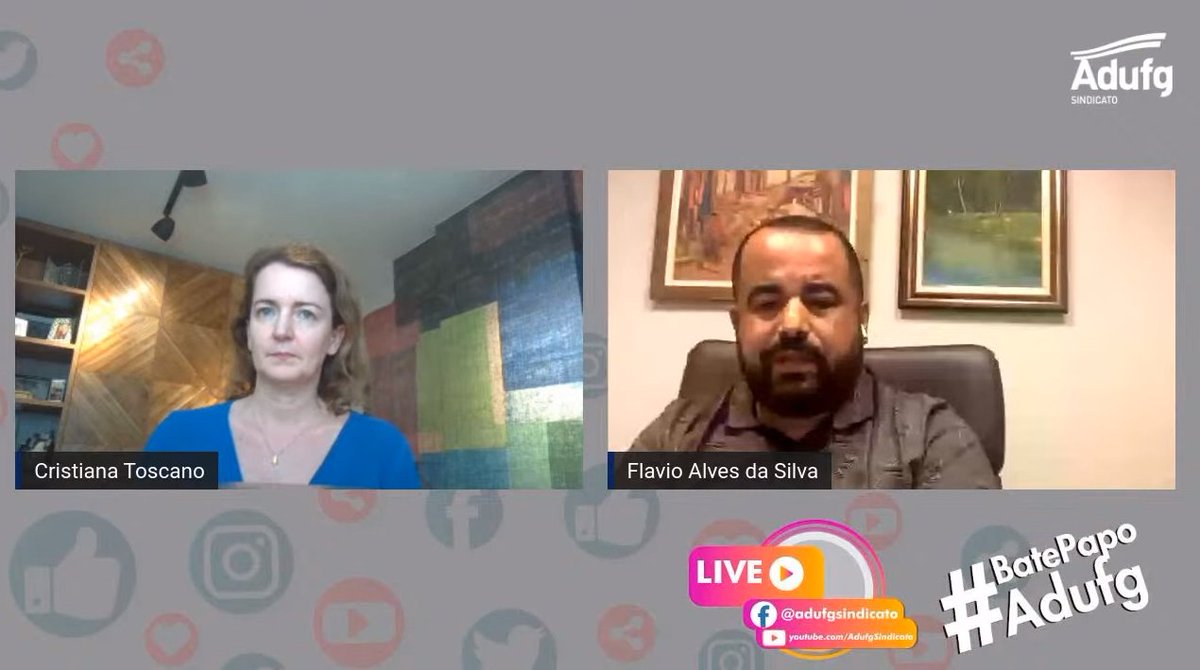 Adufg
SINDICATO
Cristiana Toscano
Flavio Alves da Silva
LIVE
@adufgsindicato
youtube.com/AdufgSindicato
#BatePapo
Adufg